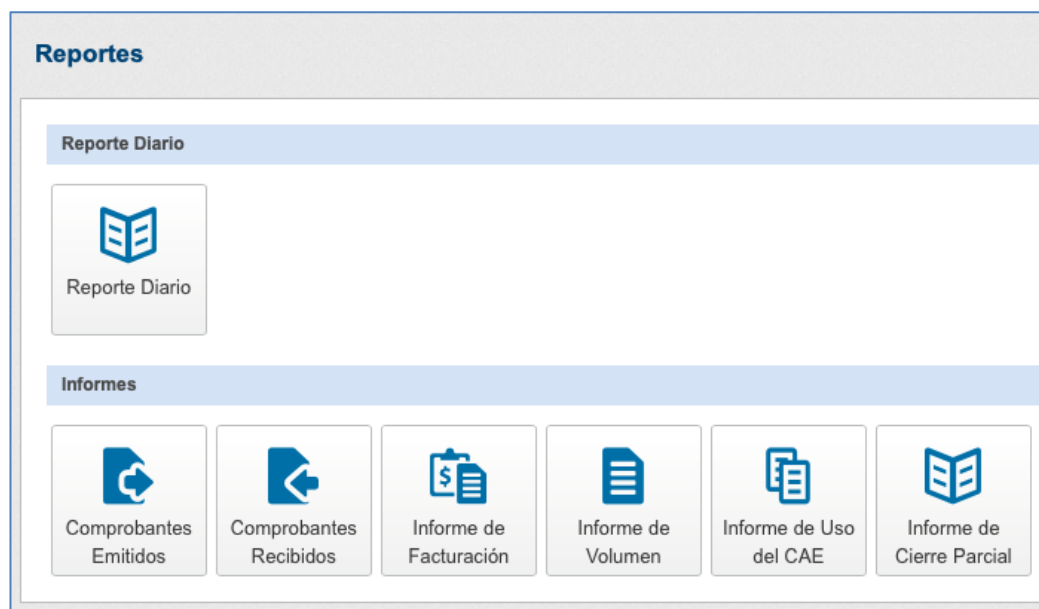 Reportes
Reporte Diario
Reporte Diario
Informes
Comprobantes
Emitidos
Comprobantes
Recibidos
$
Informe de
Facturación
Informe de
Volumen
Informe de Uso
del CAE
Informe de
Cierre Parcial